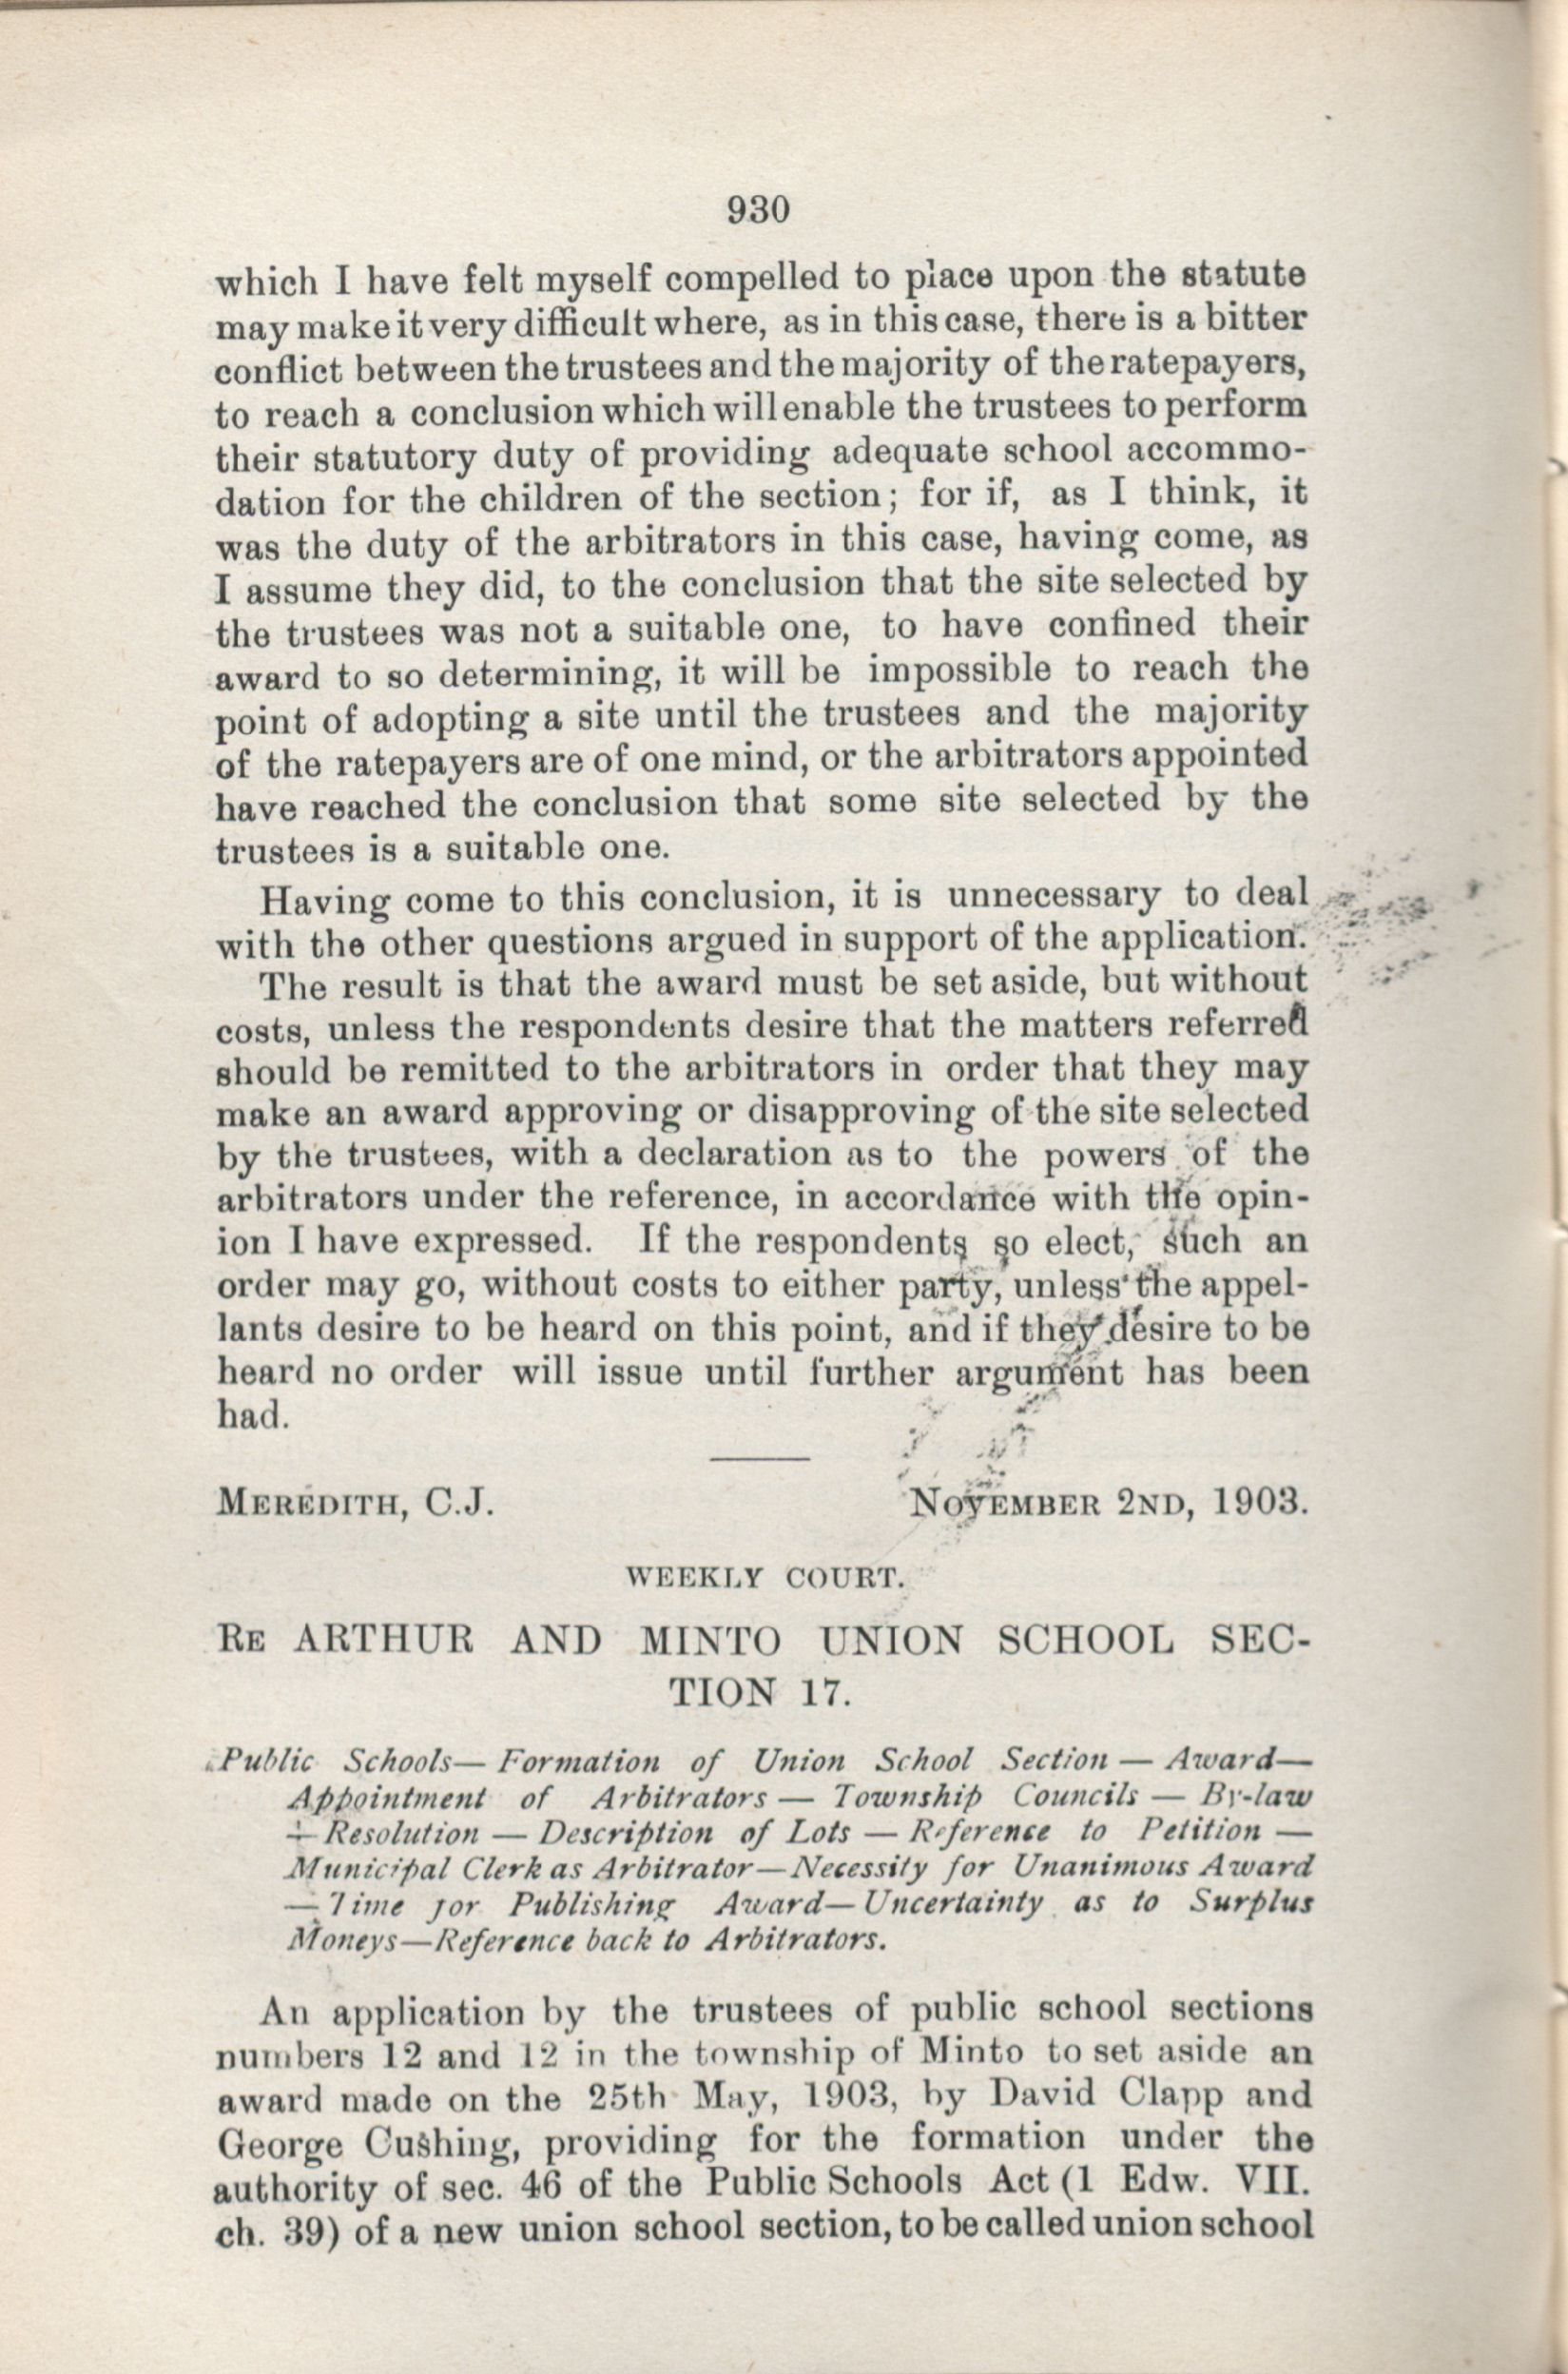 930
which I have felt myself compelled to place upon the statute
may make it very difficult where, as in this case, there is a bitter
conflict between the trustees and the majority of the ratepayers,
to reach a conclusion which will enable the trustees to perform
their statutory duty of providing adequate school accommo-
dation for the children of the section; for if, as I think, it
was the duty of the arbitrators in this case, having come, as
I assume they did, to the conclusion that the site selected by
the trustees was not a suitable one, to have confined their
award to so determining, it will be impossible to reach the
point of adopting a site until the trustees and the majority
of the ratepayers are of one mind, or the arbitrators appointed
have reached the conclusion that some site selected by the
trustees is a suitable one.
Having come to this conclusion, it is unnecessary to deal
with the other questions argued in support of the application.
The result is that the award must be set aside, but without
costs, unless the respondents desire that the matters referred
should be remitted to the arbitrators in order that they may
make an award approving or disapproving of the site selected
by the trustees, with a declaration as to the powers of the
arbitrators under the reference, in accordance with the opin-
ion I have expressed. If the respondents so elect, such an
order may go, without costs to either party, unless the appel-
lants desire to be heard on this point, and if they desire to be
heard no order will issue until further argument has been
had.
MEREDITH, C.J. NOVEMBER 2ND, 1903.
WEEKLY COURT.
RE ARTHUR AND MINTO UNION SCHOOL SEC-
TION 17.
Public Schools—Formation of Union School Section — Award—
Appointment of Arbitrators — Township Councils — By-law
— Resolution — Description of Lots — Reference to Petition —
Municipal Clerk as Arbitrator—Necessity for Unanimous Award
—Time for Publishing Award—Uncertainty as to Surplus
Moneys—Reference back to Arbitrators.
An application by the trustees of public school sections
numbers 12 and 12 in the township of Minto to set aside an
award made on the 25th May, 1903, by David Clapp and
George Cushing, providing for the formation under the
authority of sec. 46 of the Public Schools Act (1 Edw. VII.
ch. 39) of a new union school section, to be called union school